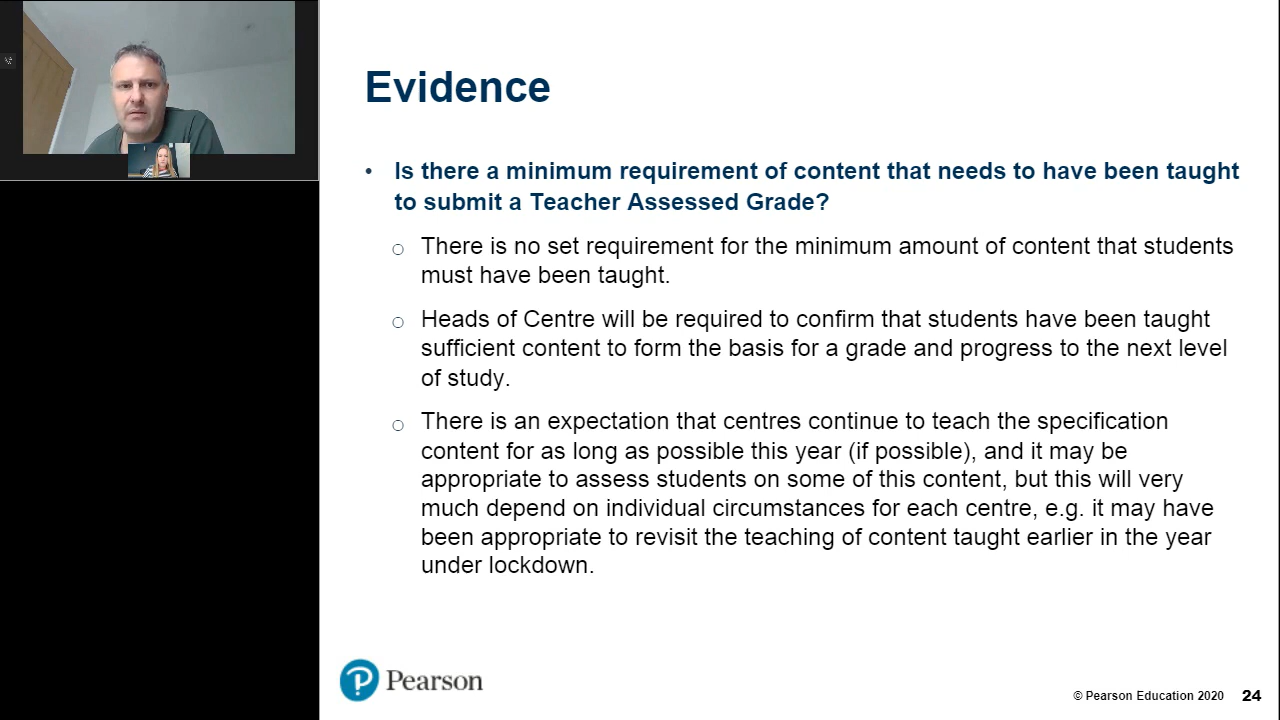 Evidence
• Is there a minimum requirement of content that needs to have been taught
to submit a Teacher Assessed Grade?
o There is no set requirement for the minimum amount of content that students
must have been taught.
o Heads of Centre will be required to confirm that students have been taught
sufficient content to form the basis for a grade and progress to the next level
of study.
o There is an expectation that centres continue to teach the specification
content for as long as possible this year (if possible), and it may be
appropriate to assess students on some of this content, but this will very
much depend on individual circumstances for each centre, e.g. it may have
been appropriate to revisit the teaching of content taught earlier in the year
under lockdown.
Pearson
© Pearson Education 2020 24